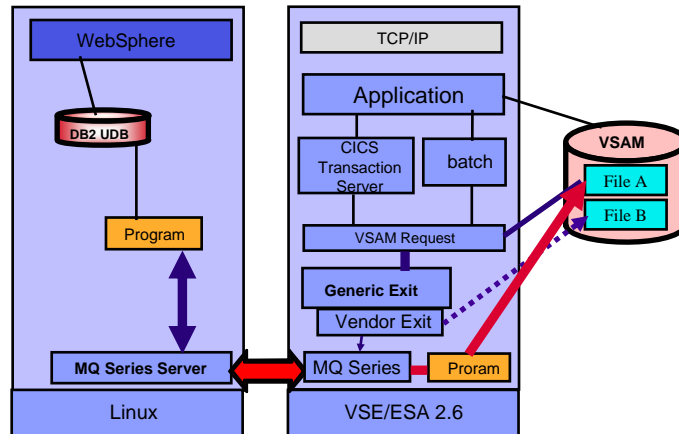 WebSphere
DB2 UDB
Program
MQ Series Server
Linux
TCP/IP
Application
CICS
Transaction
Server
batch
VSAM Request
Generic Exit
Vendor Exit
MQ Series
Proram
VSE/ESA 2.6
VSAM
File A
File B